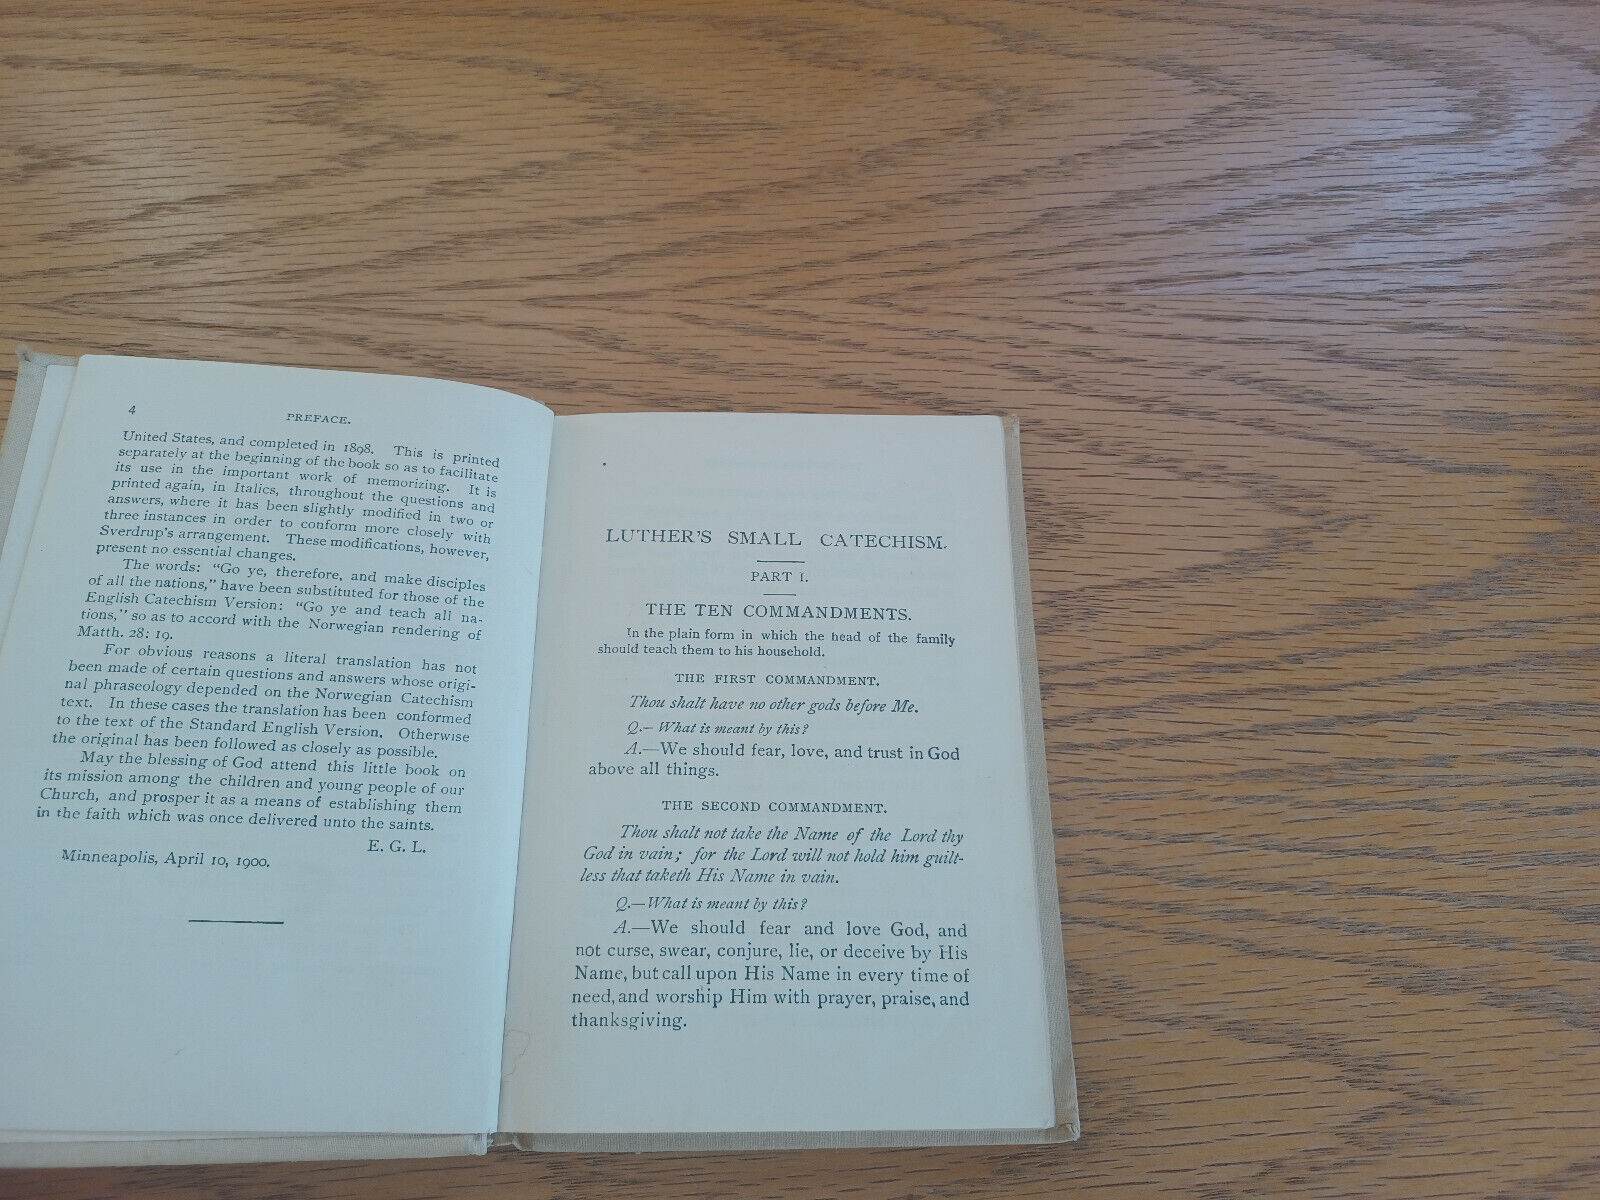 4
PREFACE.
United States, and completed in 1898. This is printed
separately at the beginning of the book so as to facilitate
its use in the important work of memorizing. It is
printed again, in Italics, throughout the questions and
answers, where it has been slightly modified in two or
three instances in order to conform more closely with
Sverdrup's arrangement. These modifications, however,
present no essential changes.
The words: "Go ye, therefore, and make disciples
of all the nations," have been substituted for those of the
English Catechism Version: "Go ye and teach all na-
tions," so as to accord with the Norwegian rendering of
Matth. 28: 19.
For obvious reasons a literal translation has not
been made of certain questions and answers whose origi-
nal phraseology depended on the Norwegian Catechism
text. In these cases the translation has been conformed
to the text of the Standard English Version. Otherwise
the original has been followed as closely as possible.
May the blessing of God attend this little book on
its mission among the children and young people of our
Church, and prosper it as a means of establishing them
in the faith which was once delivered unto the saints.
E. G. L.
Minneapolis, April 10, 1900.
LUTHER'S SMALL CATECHISM.
PART I.
THE TEN COMMANDMENTS.
In the plain form in which the head of the family
should teach them to his household.
THE FIRST COMMANDMENT.
Thou shalt have no other gods before Me.
Q.— What is meant by this?
A.—We should fear, love, and trust in God
above all things.
THE SECOND COMMANDMENT.
Thou shalt not take the Name of the Lord thy
God in vain; for the Lord will not hold him guilt-
less that taketh His Name in vain.
Q.—What is meant by this?
A.—We should fear and love God, and
not curse, swear, conjure, lie, or deceive by His
Name, but call upon His Name in every time of
need, and worship Him with prayer, praise, and
thanksgiving.